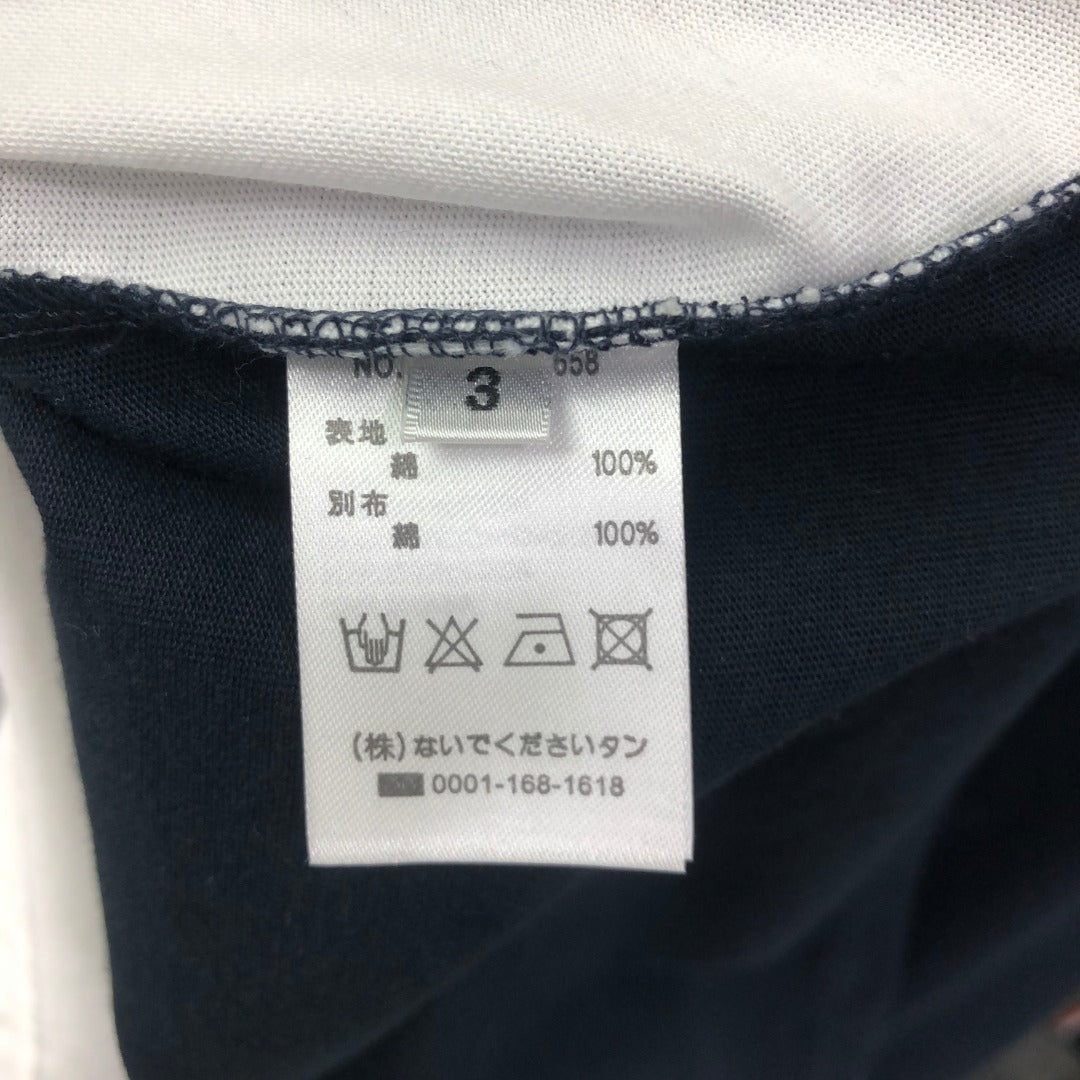 NO. 658
3
表地
綿 100%
別布
綿 100%
(株)ないでくださいタン
0001-168-1618